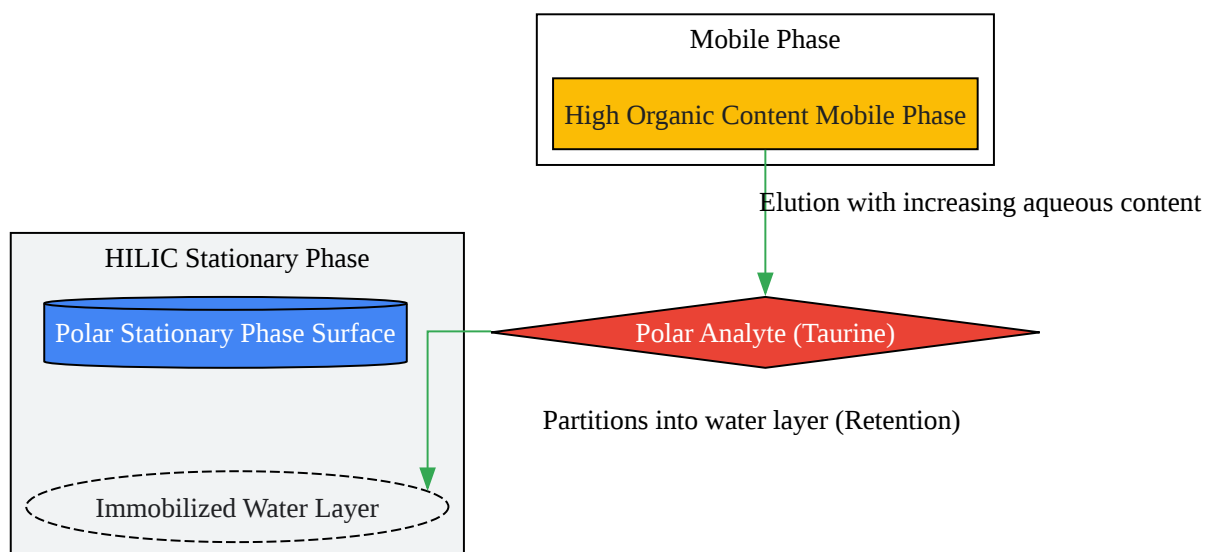 Mobile Phase
High Organic Content Mobile Phase
Elution with increasing aqueous content
HILIC Stationary Phase
Polar Stationary Phase Surface
Polar Analyte (Taurine)
Partitions into water layer (Retention)
Immobilized Water Layer